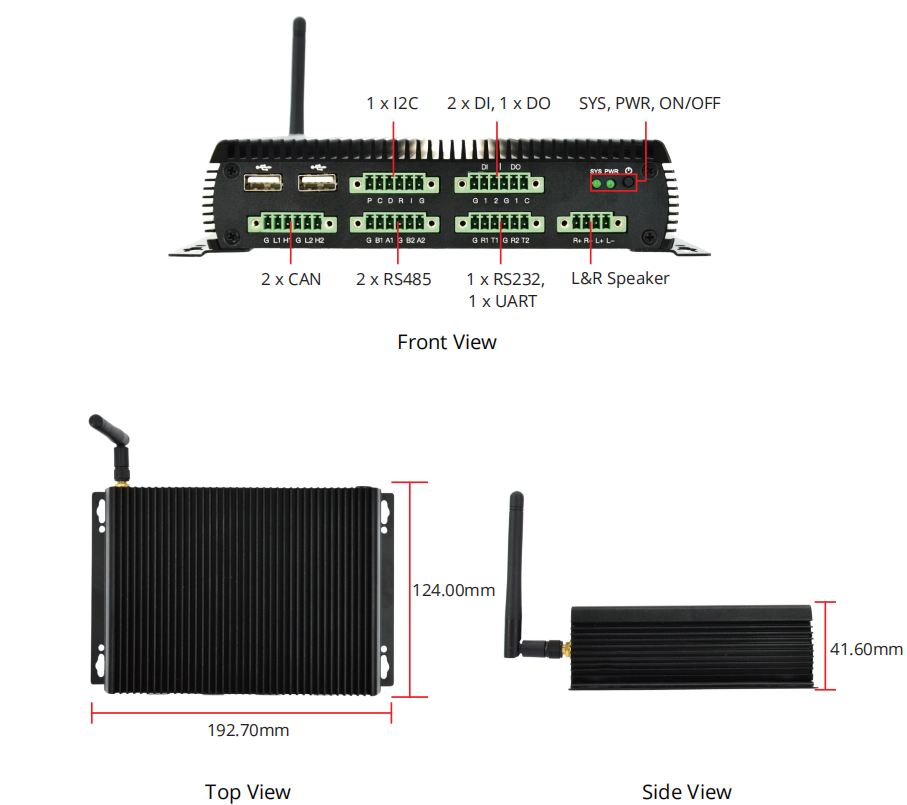 1 x I2C
2 x DI, 1 x DO
SYS, PWR, ON/OFF
DI DO
SYS PWR
P C D R I G
G 1 2 G 1 C
G L1 H1 G L2 H2
G B1 A1 G B2 A2
G R1 T1 G R2 T2
R+ R- L+ L-
2 x CAN
2 x RS485
1 x RS232,
1 x UART
L&R Speaker
Front View
124.00mm
192.70mm
Top View
41.60mm
Side View